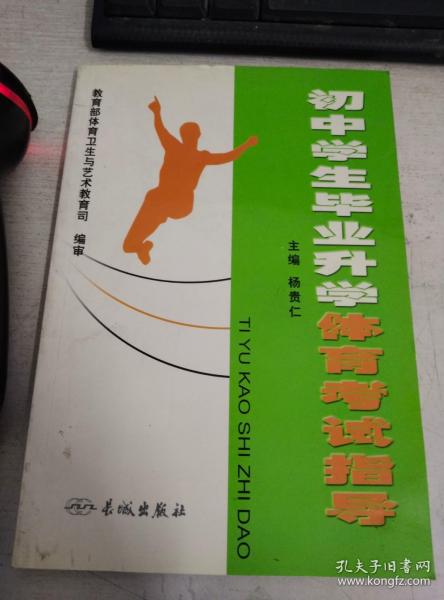 初中学生毕业升学体育考试指导
主编 杨贵仁
教育部体育卫生与艺术教育司 编审
TI YU KAO SHI ZHI DAO
长城出版社
孔夫子旧书网
www.kongfz.com